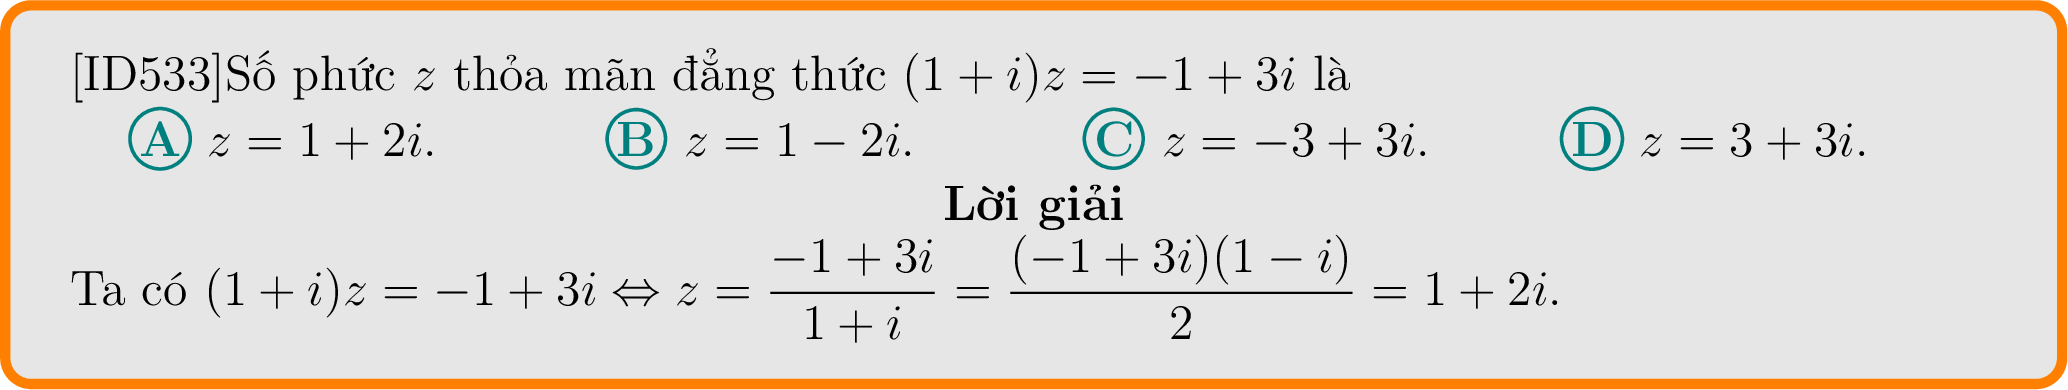 [ID533]Số phức z thỏa mãn đẳng thức (1 + i)z = −1 + 3i là
A z = 1 + 2i. B z = 1 − 2i. C z = −3 + 3i. D z = 3 + 3i.
Lời giải
Ta có (1 + i)z = −1 + 3i ⇔ z = \frac{−1 + 3i}{1 + i} = \frac{(−1 + 3i)(1 − i)}{2} = 1 + 2i.